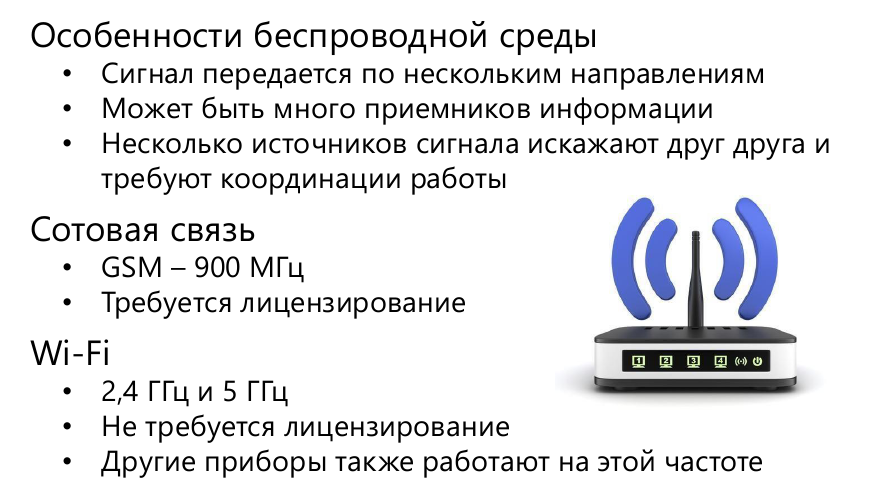 Особенности беспроводной среды
• Сигнал передается по нескольким направлениям
• Может быть много приемников информации
• Несколько источников сигнала искажают друг друга и
требуют координации работы
Сотовая связь
• GSM – 900 МГц
• Требуется лицензирование
Wi-Fi
• 2,4 ГГц и 5 ГГц
• Не требуется лицензирование
• Другие приборы также работают на этой частоте
1 2 3 4